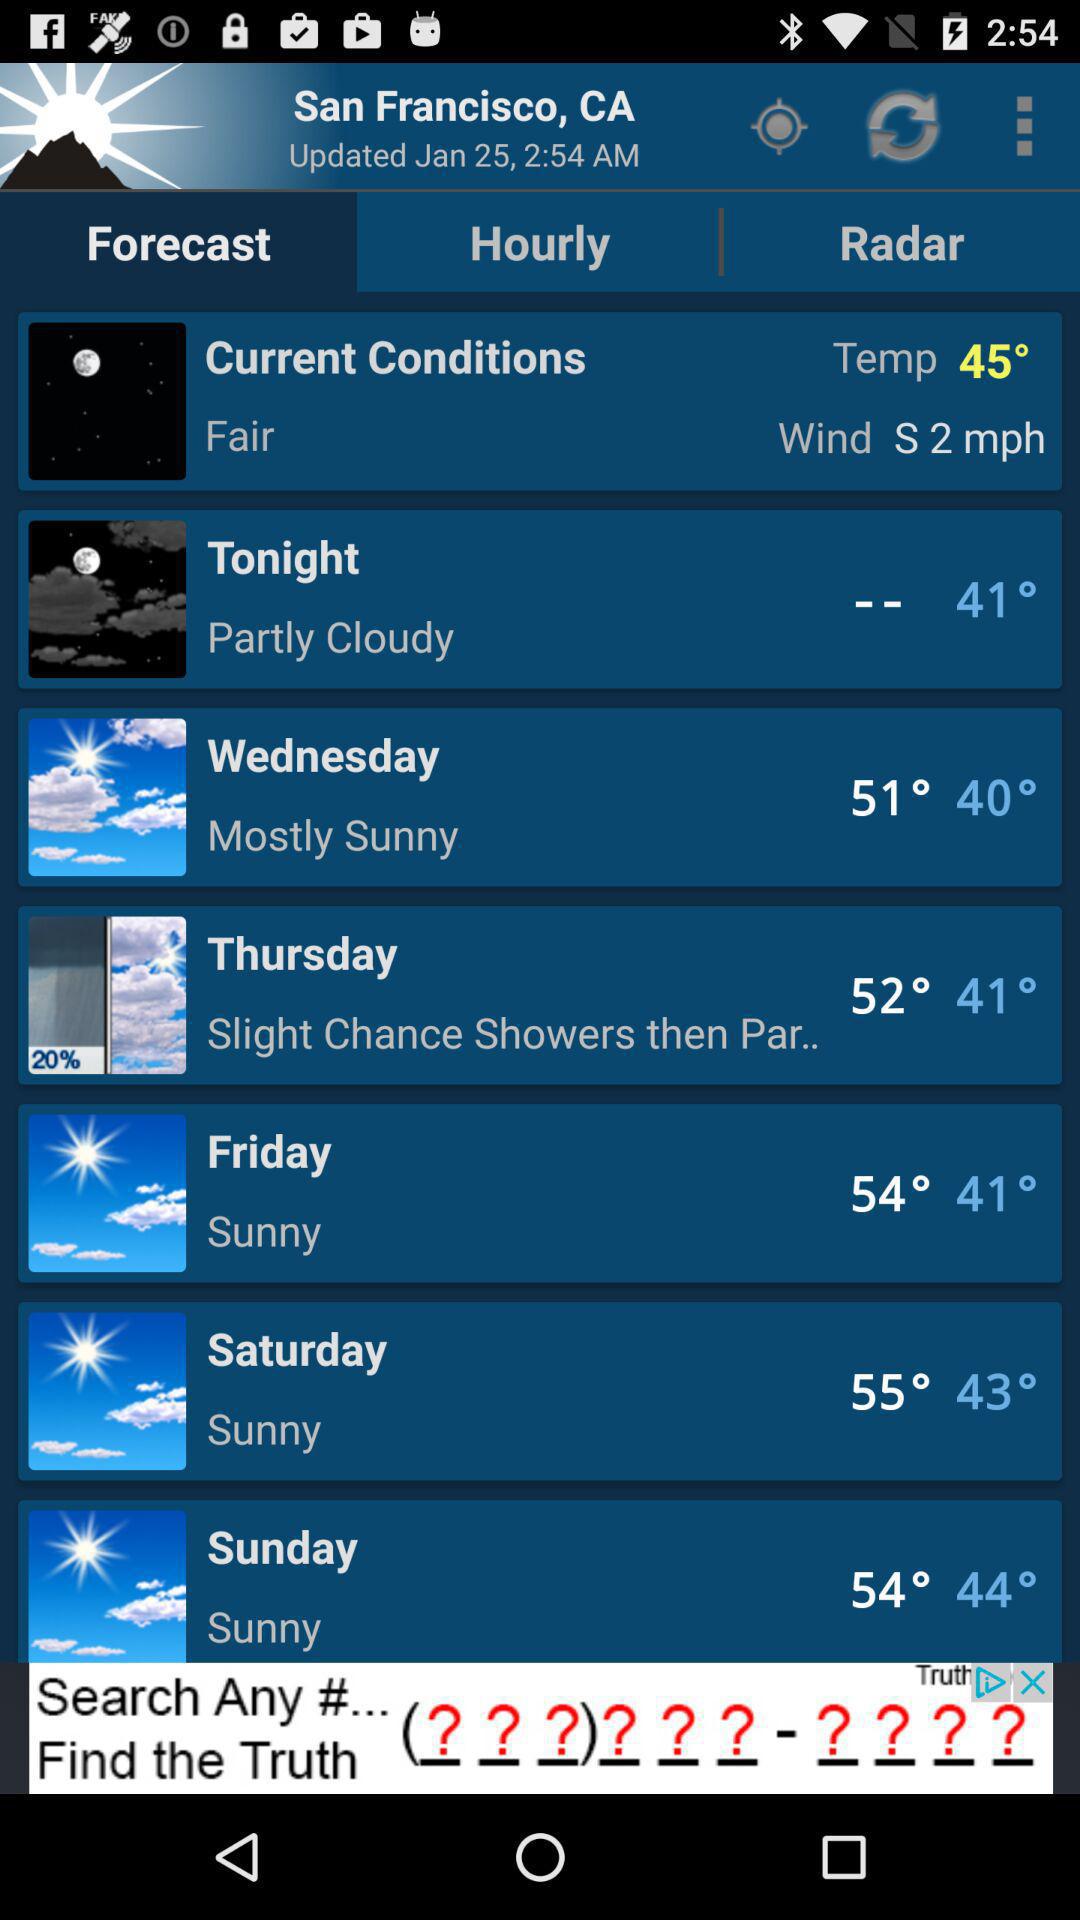 FAKE
2:54
San Francisco, CA
Updated Jan 25, 2:54 AM
Forecast
Hourly
Radar
Current Conditions
Temp 45°
Fair
Wind S 2 mph
Tonight
Partly Cloudy
-- 41°
Wednesday
Mostly Sunny
51° 40°
20%
Thursday
Slight Chance Showers then Par..
52° 41°
Friday
Sunny
54° 41°
Saturday
Sunny
55° 43°
Sunday
Sunny
54° 44°
Search Any #...
Find the Truth
(? ? ?)? ? ? - ? ? ? ?
Truth